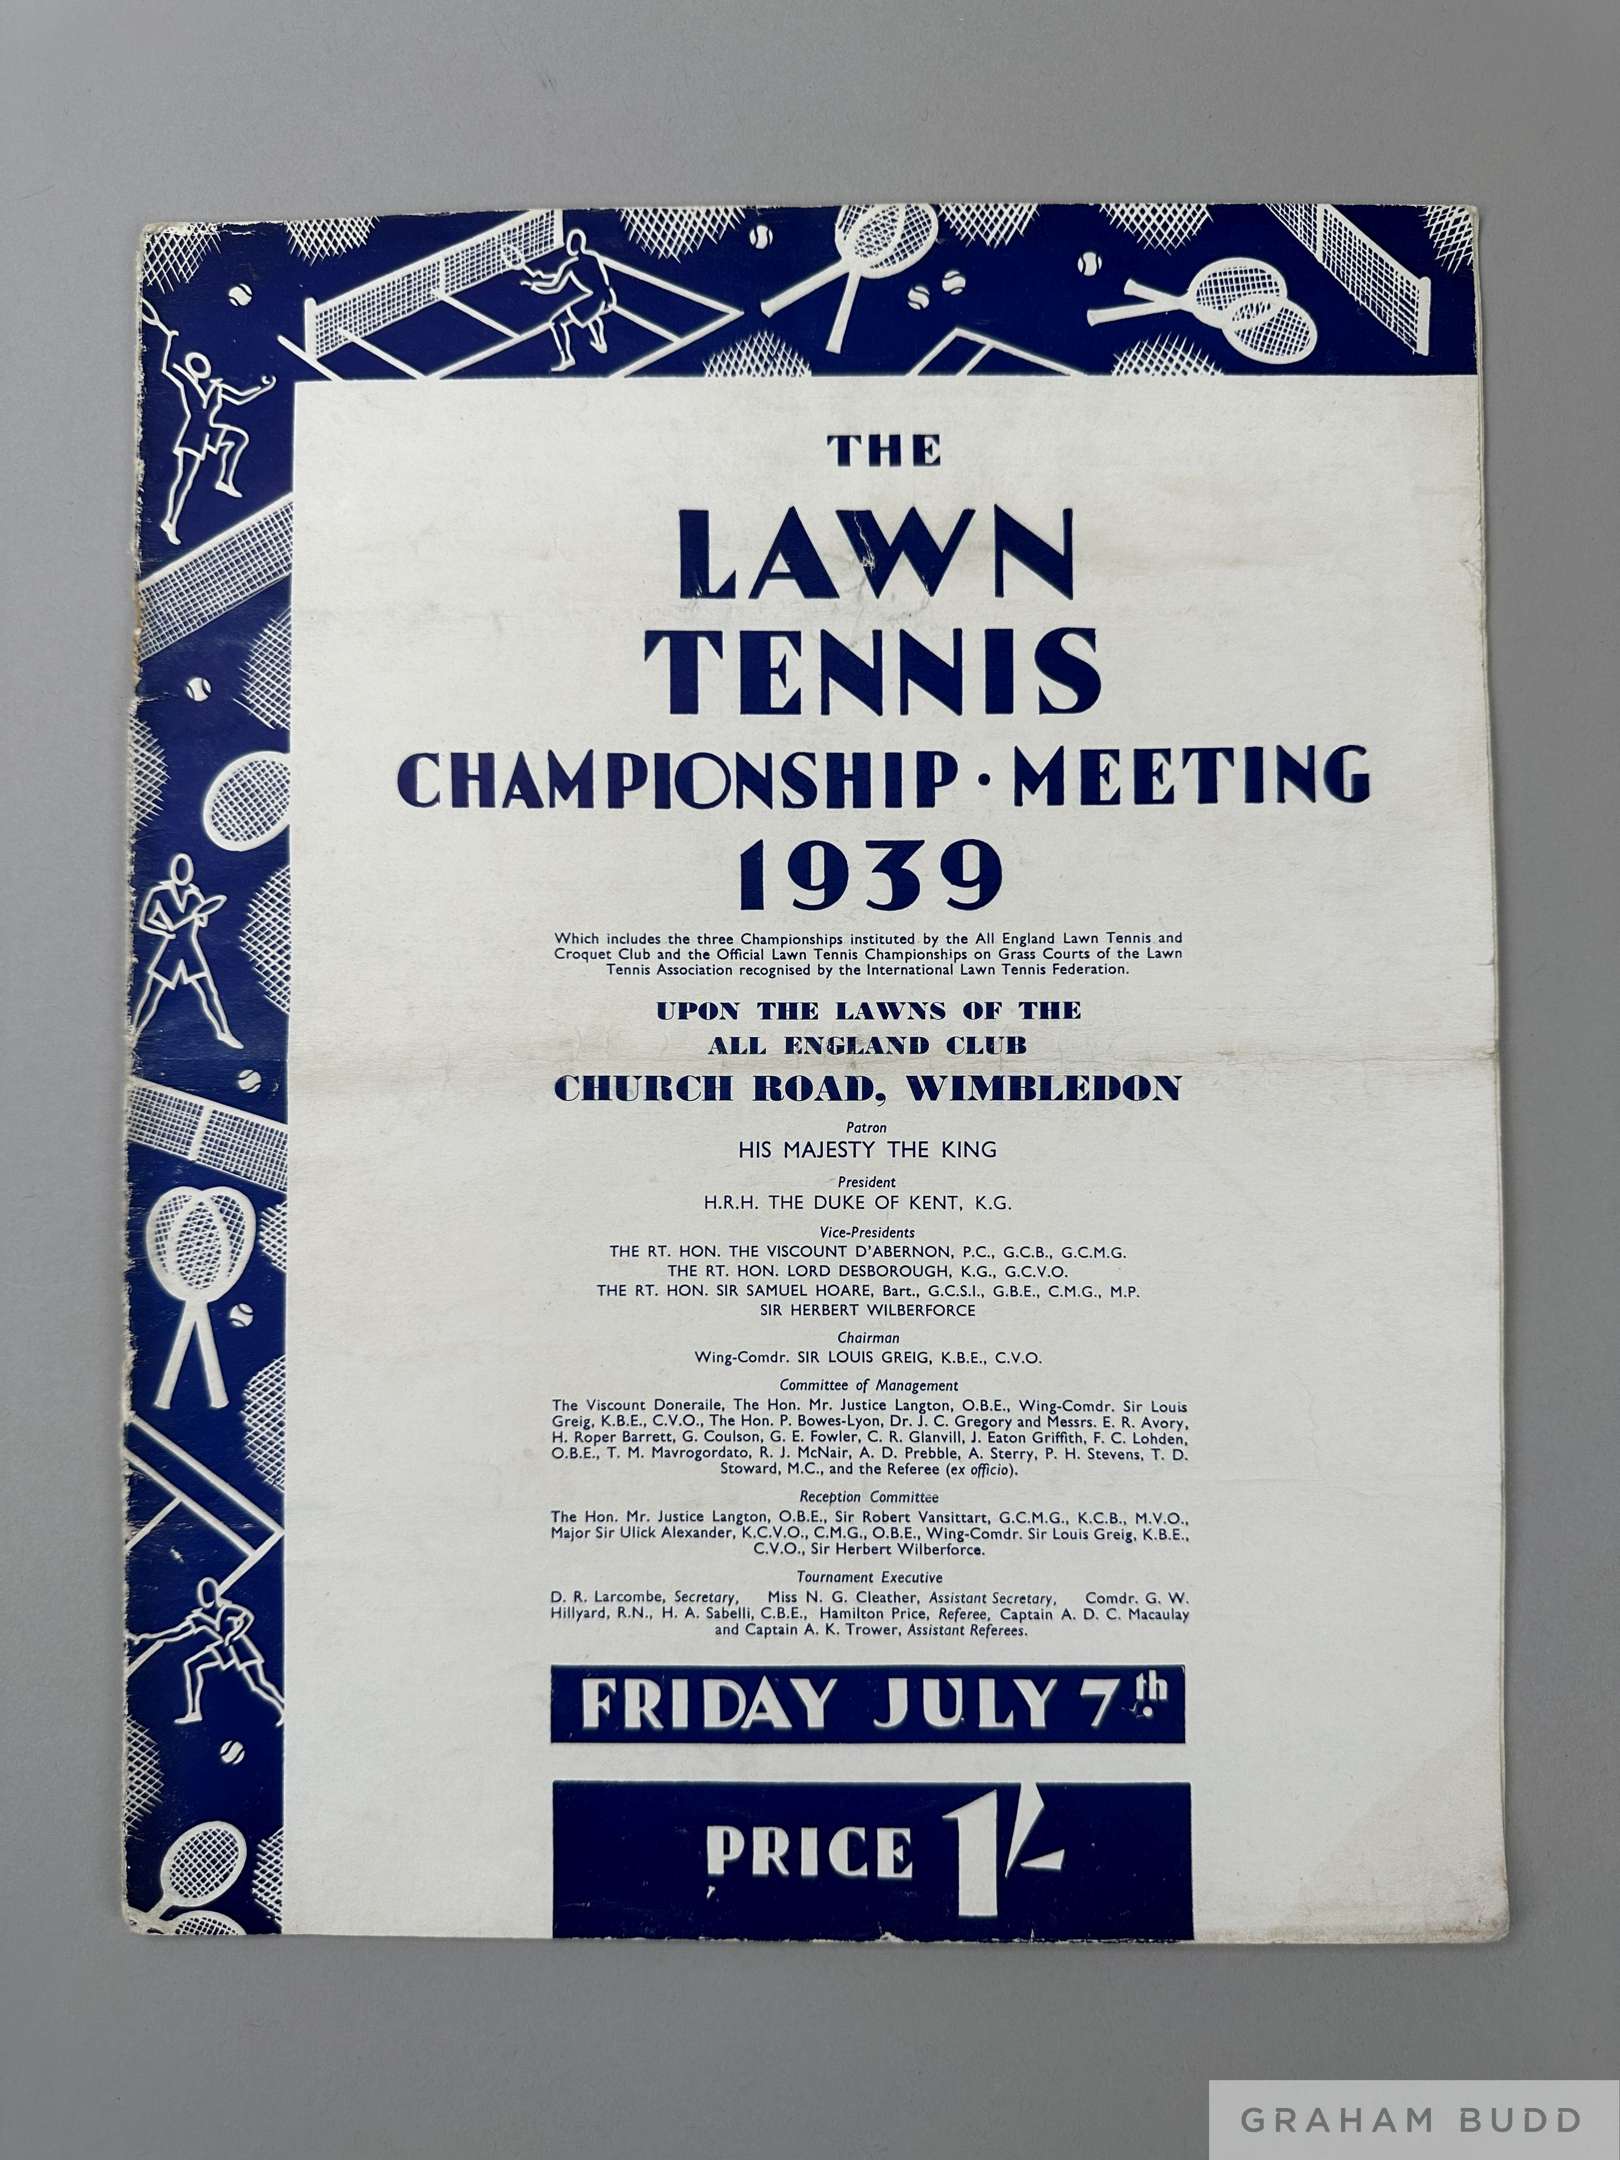 THE
LAWN
TENNIS
CHAMPIONSHIP · MEETING
1939
Which includes the three Championships instituted by the All England Lawn Tennis and
Croquet Club and the Official Lawn Tennis Championships on Grass Courts of the Lawn
Tennis Association recognised by the International Lawn Tennis Federation.
UPON THE LAWNS OF THE
ALL ENGLAND CLUB
CHURCH ROAD, WIMBLEDON
Patron
HIS MAJESTY THE KING
President
H.R.H. THE DUKE OF KENT, K.G.
Vice-Presidents
THE RT. HON. THE VISCOUNT D'ABERNON, P.C., G.C.B., G.C.M.G.
THE RT. HON. LORD DESBOROUGH, K.G., G.C.V.O.
THE RT. HON. SIR SAMUEL HOARE, Bart., G.C.S.I., G.B.E., C.M.G., M.P.
SIR HERBERT WILBERFORCE
Chairman
Wing-Comdr. SIR LOUIS GREIG, K.B.E., C.V.O.
Committee of Management
The Viscount Doneraile, The Hon. Mr. Justice Langton, O.B.E., Wing-Comdr. Sir Louis
Greig, K.B.E., C.V.O., The Hon. P. Bowes-Lyon, Dr. J. C. Gregory and Messrs. E. R. Avory,
H. Roper Barrett, G. Coulson, G. E. Fowler, C. R. Glanvill, J. Eaton Griffith, F. C. Lohden,
O.B.E., T. M. Mavrogordato, R. J. McNair, A. D. Prebble, A. Sterry, P. H. Stevens, T. D.
Stoward, M.C., and the Referee (ex officio).
Reception Committee
The Hon. Mr. Justice Langton, O.B.E., Sir Robert Vansittart, G.C.M.G., K.C.B., M.V.O.,
Major Sir Ulick Alexander, K.C.V.O., C.M.G., O.B.E., Wing-Comdr. Sir Louis Greig, K.B.E.,
C.V.O., Sir Herbert Wilberforce.
Tournament Executive
D. R. Larcombe, Secretary, Miss N. G. Cleather, Assistant Secretary, Comdr. G. W.
Hillyard, R.N., H. A. Sabelli, C.B.E., Hamilton Price, Referee, Captain A. D. C. Macaulay
and Captain A. K. Trower, Assistant Referees.
FRIDAY JULY 7th.
PRICE 1/-
GRAHAM BUDD